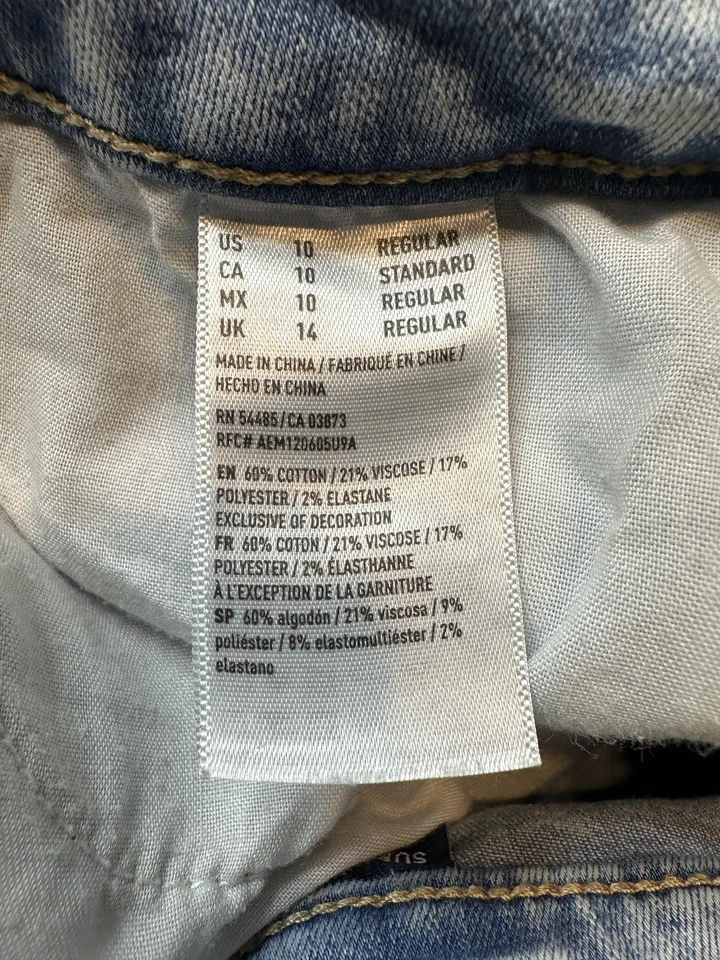 US 10 REGULAR
CA 10 STANDARD
MX 10 REGULAR
UK 14 REGULAR
MADE IN CHINA / FABRIQUÉ EN CHINE /
HECHO EN CHINA
RN 54485 / CA 03873
RFC# AEM120605U9A
EN 60% COTTON / 21% VISCOSE / 17%
POLYESTER / 2% ELASTANE
EXCLUSIVE OF DECORATION
FR 60% COTON / 21% VISCOSE / 17%
POLYESTER / 2% ÉLASTHANNE
À L'EXCEPTION DE LA GARNITURE
SP 60% algodón / 21% viscosa / 9%
poliéster / 8% elastomultiéster / 2%
elastano